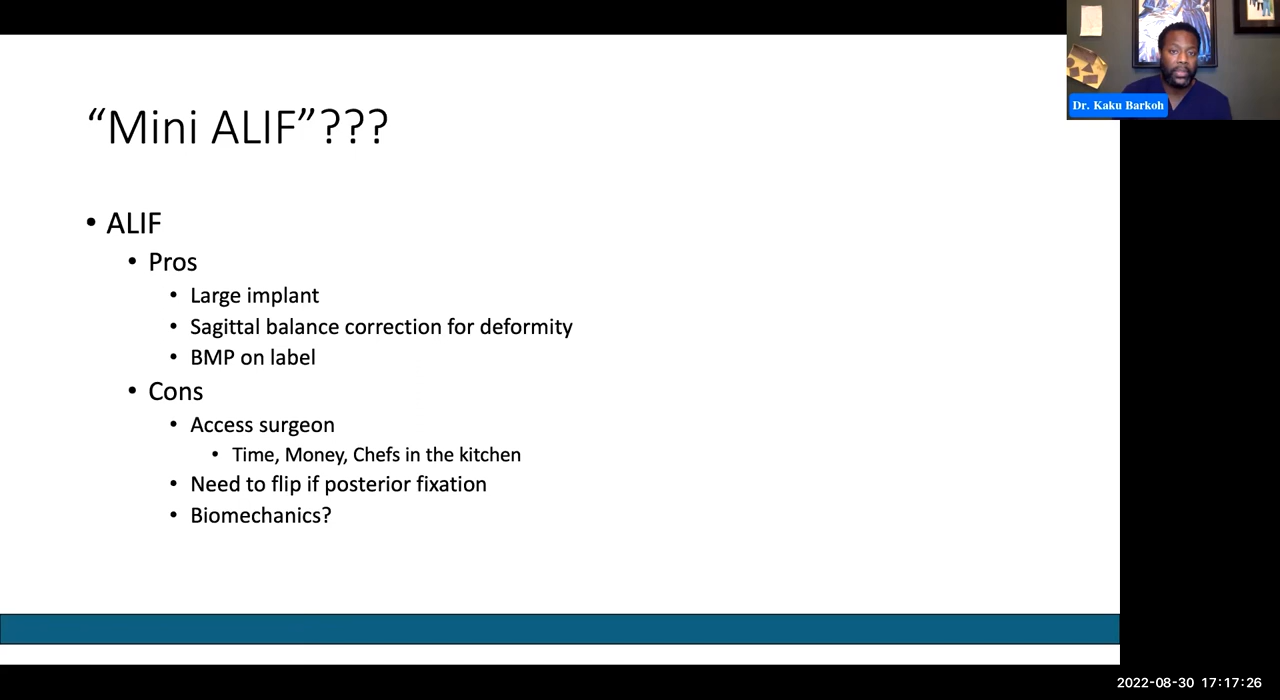 “Mini ALIF”???
• ALIF
• Pros
• Large implant
• Sagittal balance correction for deformity
• BMP on label
• Cons
• Access surgeon
• Time, Money, Chefs in the kitchen
• Need to flip if posterior fixation
• Biomechanics?
Dr. Kaku Barkoh
2022-08-30 17:17:26